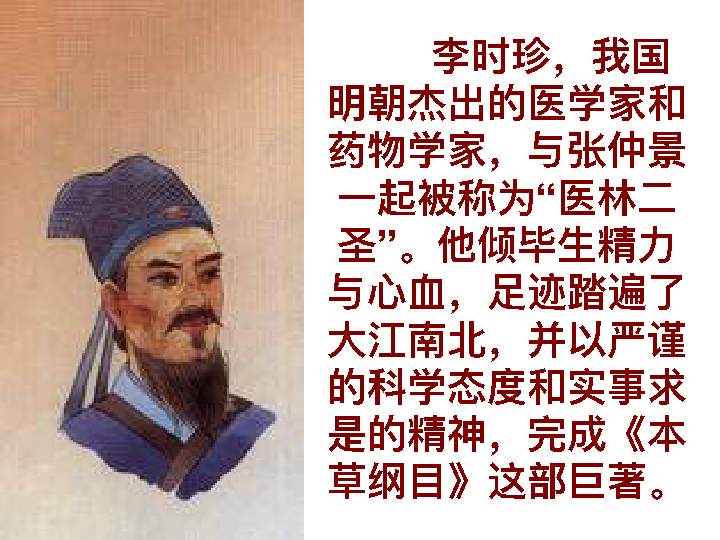 李时珍，我国
明朝杰出的医学家和
药物学家，与张仲景
一起被称为“医林二
圣”。他倾毕生精力
与心血，足迹踏遍了
大江南北，并以严谨
的科学态度和实事求
是的精神，完成《本
草纲目》这部巨著。